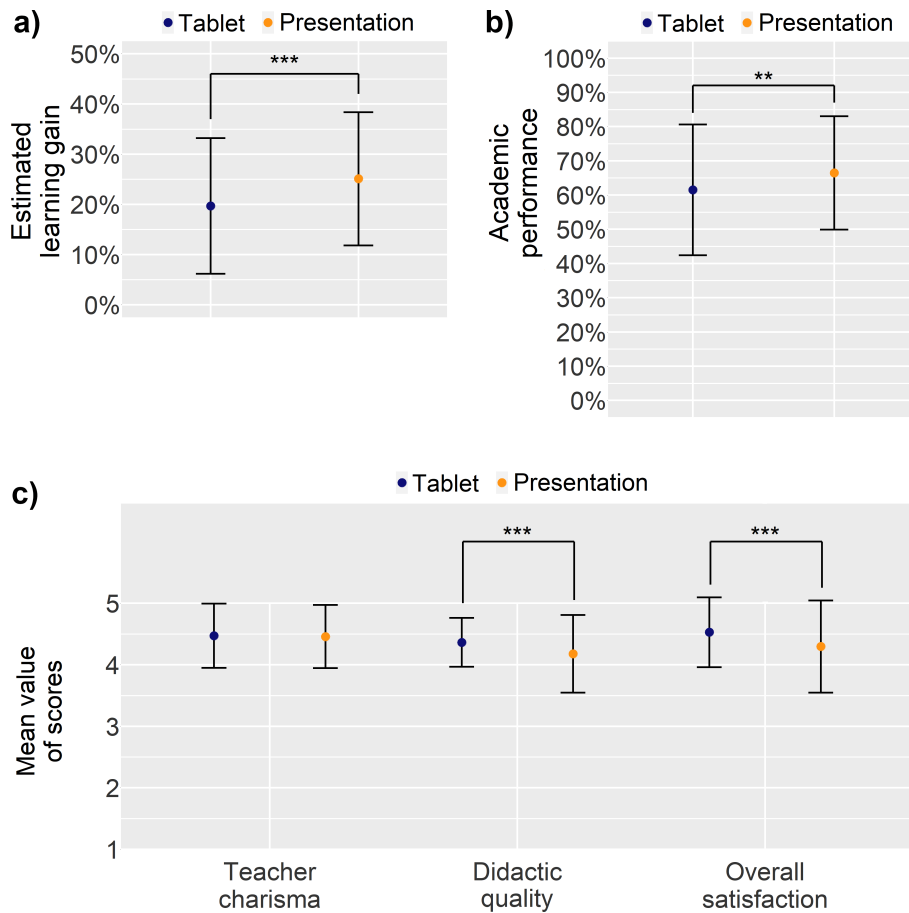 a)
Tablet Presentation
50%
40%
30%
20%
10%
0%
Estimated
learning gain
***
b)
Tablet Presentation
100%
90%
80%
70%
60%
50%
40%
30%
20%
10%
0%
Academic
performance
**
c)
Tablet Presentation
***
***
5
4
3
2
1
Mean value
of scores
Teacher
charisma
Didactic
quality
Overall
satisfaction